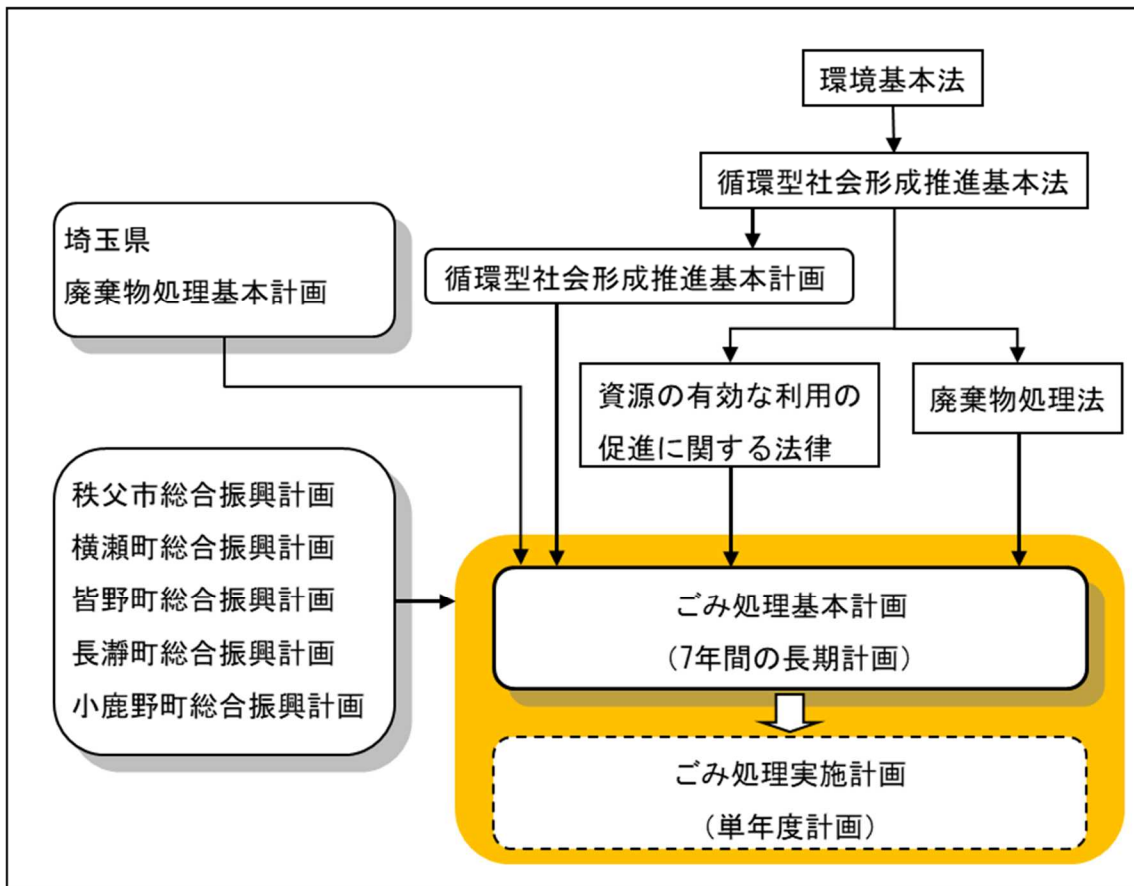 環境基本法
循環型社会形成推進基本法
埼玉県
廃棄物処理基本計画
循環型社会形成推進基本計画
資源の有効な利用の
促進に関する法律
廃棄物処理法
秩父市総合振興計画
横瀬町総合振興計画
皆野町総合振興計画
長瀞町総合振興計画
小鹿野町総合振興計画
ごみ処理基本計画
(7年間の長期計画)
ごみ処理実施計画
(単年度計画)